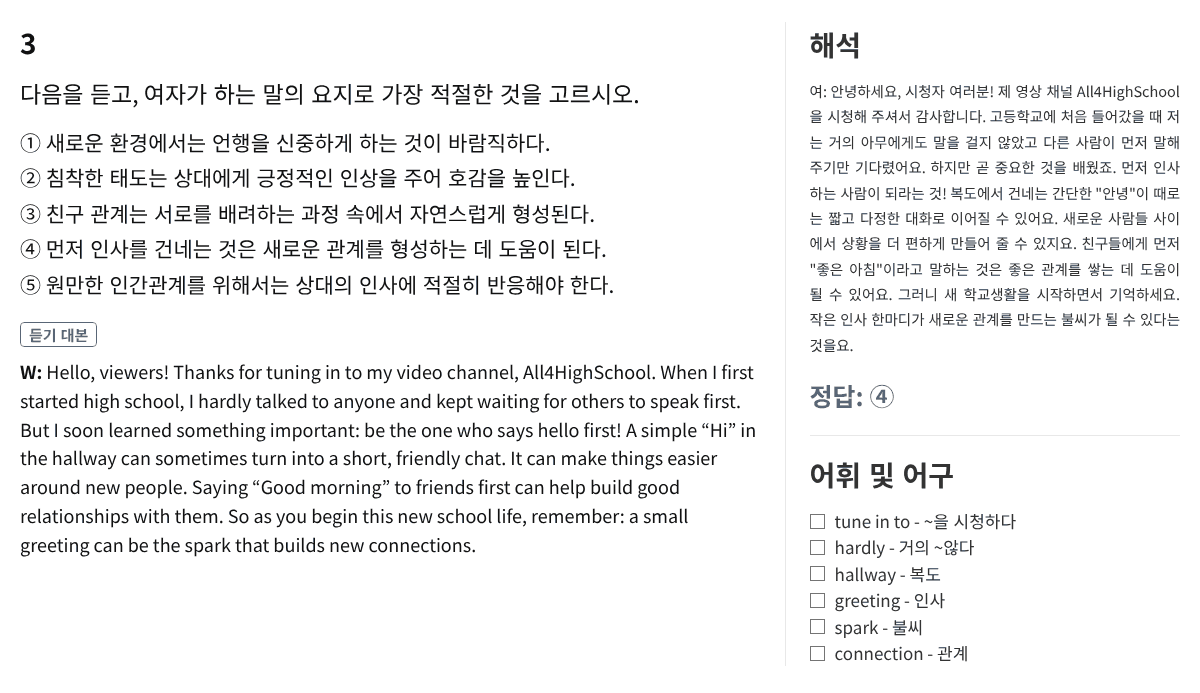 3
다음을 듣고, 여자가 하는 말의 요지로 가장 적절한 것을 고르시오.
① 새로운 환경에서는 언행을 신중하게 하는 것이 바람직하다.
② 침착한 태도는 상대에게 긍정적인 인상을 주어 호감을 높인다.
③ 친구 관계는 서로를 배려하는 과정 속에서 자연스럽게 형성된다.
④ 먼저 인사를 건네는 것은 새로운 관계를 형성하는 데 도움이 된다.
⑤ 원만한 인간관계를 위해서는 상대의 인사에 적절히 반응해야 한다.
듣기 대본
W: Hello, viewers! Thanks for tuning in to my video channel, All4HighSchool. When I first
started high school, I hardly talked to anyone and kept waiting for others to speak first.
But I soon learned something important: be the one who says hello first! A simple “Hi” in
the hallway can sometimes turn into a short, friendly chat. It can make things easier
around new people. Saying “Good morning” to friends first can help build good
relationships with them. So as you begin this new school life, remember: a small
greeting can be the spark that builds new connections.
해석
여: 안녕하세요, 시청자 여러분! 제 영상 채널 All4HighSchool
을 시청해 주셔서 감사합니다. 고등학교에 처음 들어갔을 때 저
는 거의 아무에게도 말을 걸지 않았고 다른 사람이 먼저 말해
주기만 기다렸어요. 하지만 곧 중요한 것을 배웠죠. 먼저 인사
하는 사람이 되라는 것! 복도에서 건네는 간단한 "안녕"이 때로
는 짧고 다정한 대화로 이어질 수 있어요. 새로운 사람들 사이
에서 상황을 더 편하게 만들어 줄 수 있지요. 친구들에게 먼저
"좋은 아침"이라고 말하는 것은 좋은 관계를 쌓는 데 도움이
될 수 있어요. 그러니 새 학교생활을 시작하면서 기억하세요.
작은 인사 한마디가 새로운 관계를 만드는 불씨가 될 수 있다는
것을요.
정답: ④
어휘 및 어구
□ tune in to - ~을 시청하다
□ hardly - 거의 ~않다
□ hallway - 복도
□ greeting - 인사
□ spark - 불씨
□ connection - 관계